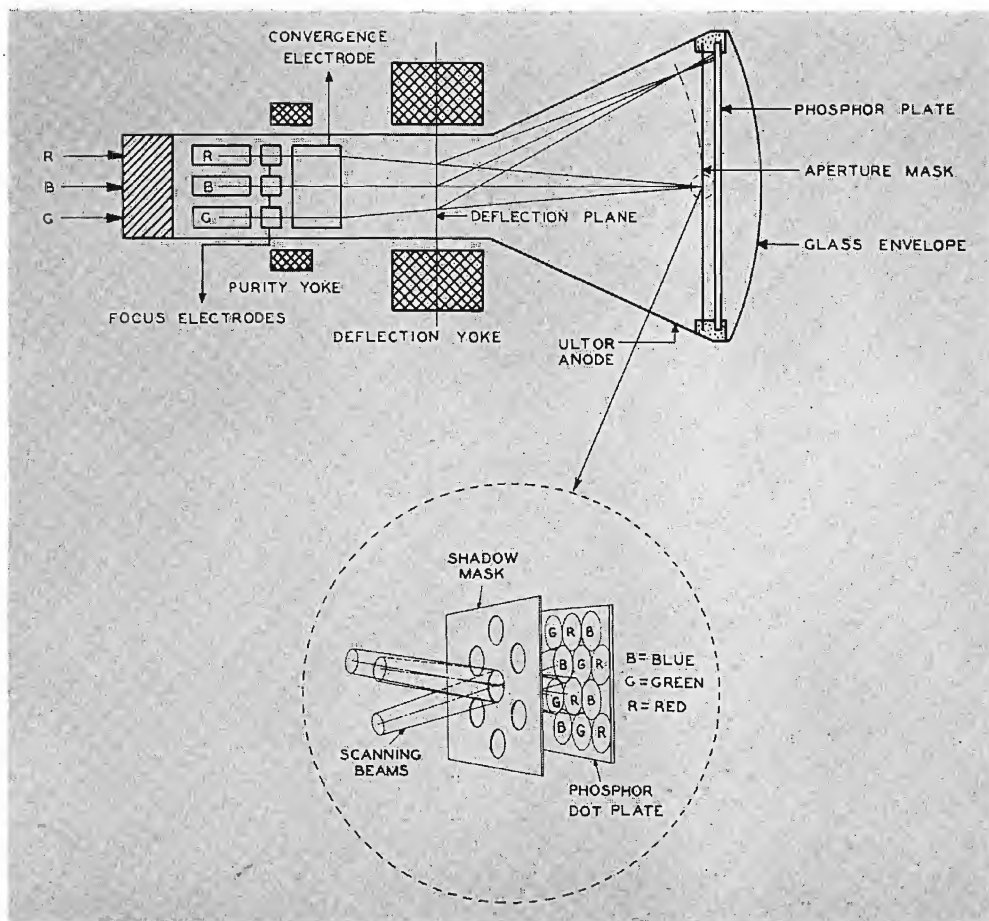 CONVERGENCE
ELECTRODE
PHOSPHOR PLATE
R
R
APERTURE MASK
B
B
G
G
DEFLECTION PLANE
GLASS ENVELOPE
PURITY YOKE
FOCUS ELECTRODES
DEFLECTION YOKE
ULTOR
ANODE
SHADOW
MASK
G R B
B G R
G R B
B G R
B=BLUE
G=GREEN
R=RED
SCANNING
BEAMS
PHOSPHOR
DOT PLATE